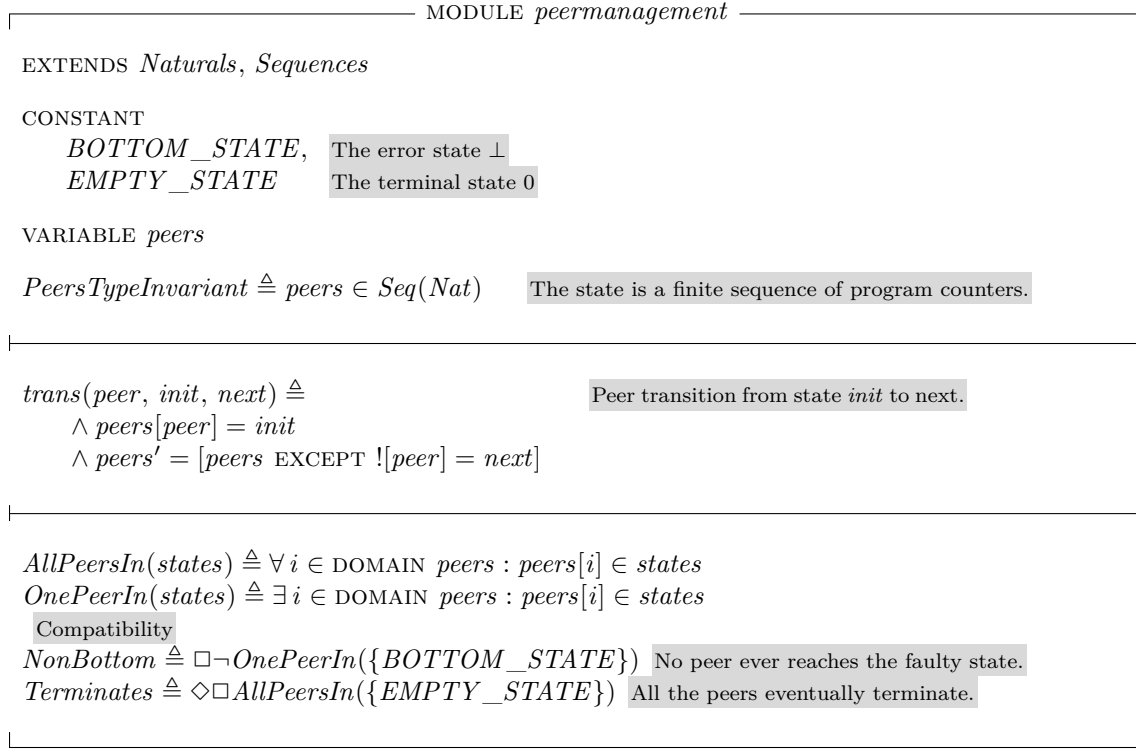 MODULE peermanagement
EXTENDS Naturals, Sequences
CONSTANT
BOTTOM_STATE, The error state ⊥
EMPTY_STATE The terminal state 0
VARIABLE peers
PeersTypeInvariant ≜ peers ∈ Seq(Nat) The state is a finite sequence of program counters.
trans(peer, init, next) ≜ Peer transition from state init to next.
∧ peers[peer] = init
∧ peers′ = [peers EXCEPT ![peer] = next]
AllPeersIn(states) ≜ ∀ i ∈ DOMAIN peers : peers[i] ∈ states
OnePeerIn(states) ≜ ∃ i ∈ DOMAIN peers : peers[i] ∈ states
Compatibility
NonBottom ≜ □¬OnePeerIn({BOTTOM_STATE}) No peer ever reaches the faulty state.
Terminates ≜ ◇□AllPeersIn({EMPTY_STATE}) All the peers eventually terminate.